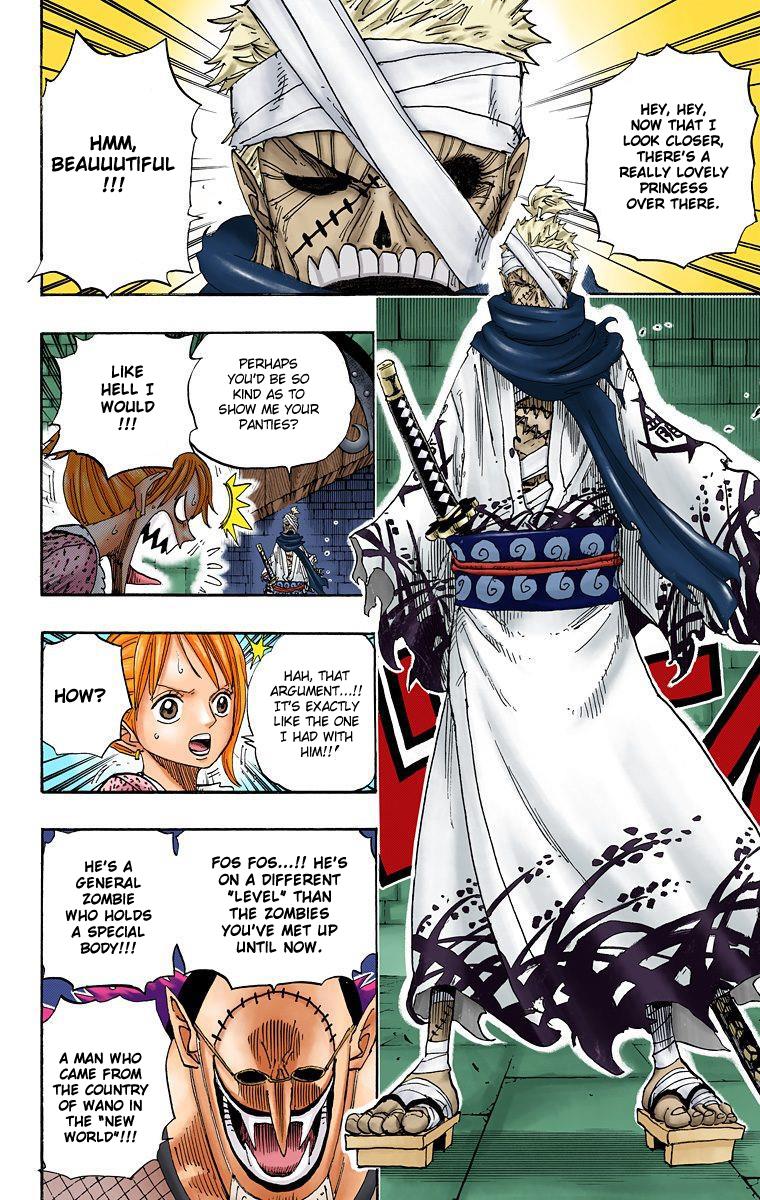 HEY, HEY,
NOW THAT I
LOOK CLOSER,
THERE'S A
REALLY LOVELY
PRINCESS
OVER THERE.
HMM,
BEAUUUTIFUL
!!!
PERHAPS
YOU'D BE SO
KIND AS TO
SHOW ME YOUR
PANTIES?
LIKE
HELL I
WOULD
!!!
HAH, THAT
ARGUMENT...!!
IT'S EXACTLY
LIKE THE ONE
I HAD WITH
HIM!!'
HOW?
FOS FOS...!! HE'S
ON A DIFFERENT
"LEVEL" THAN
THE ZOMBIES
YOU'VE MET UP
UNTIL NOW.
HE'S A
GENERAL
ZOMBIE
WHO HOLDS
A SPECIAL
BODY!!!
A MAN WHO
CAME FROM
THE COUNTRY
OF WANO IN
THE "NEW
WORLD"!!!